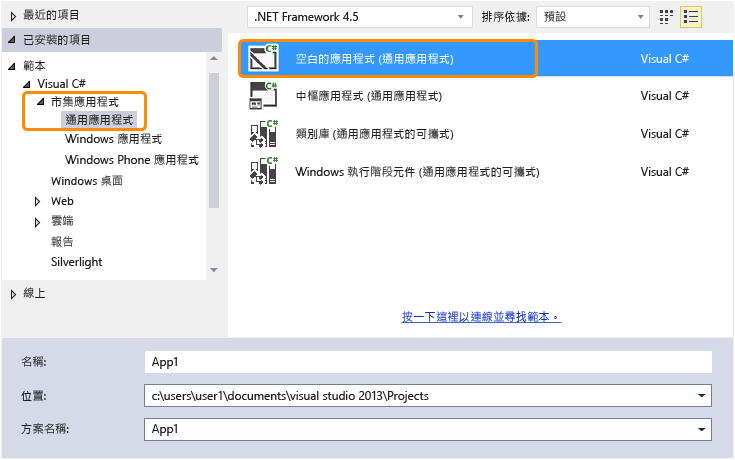 最近的項目
.NET Framework 4.5
排序依據:
預設
已安裝的項目
範本
Visual C#
市集應用程式
通用應用程式
Windows 應用程式
Windows Phone 應用程式
Windows 桌面
Web
雲端
報告
Silverlight
線上
C#
空白的應用程式 (通用應用程式)
Visual C#
C#
中樞應用程式 (通用應用程式)
Visual C#
C#
類別庫 (通用應用程式的可攜式)
Visual C#
C#
Windows 執行階段元件 (通用應用程式的可攜式)
Visual C#
按一下這裡以連線並尋找範本。
名稱:
App1
位置:
c:\users\user1\documents\visual studio 2013\Projects
方案名稱:
App1